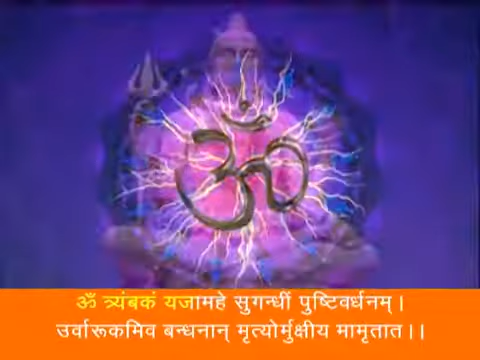 ॐ
ॐ त्र्यंबकं यजामहे सुगन्धीं पुष्टिवर्धनम्।
उर्वारूकमिव बन्धनान् मृत्योर्मुक्षीय मामृतात।।